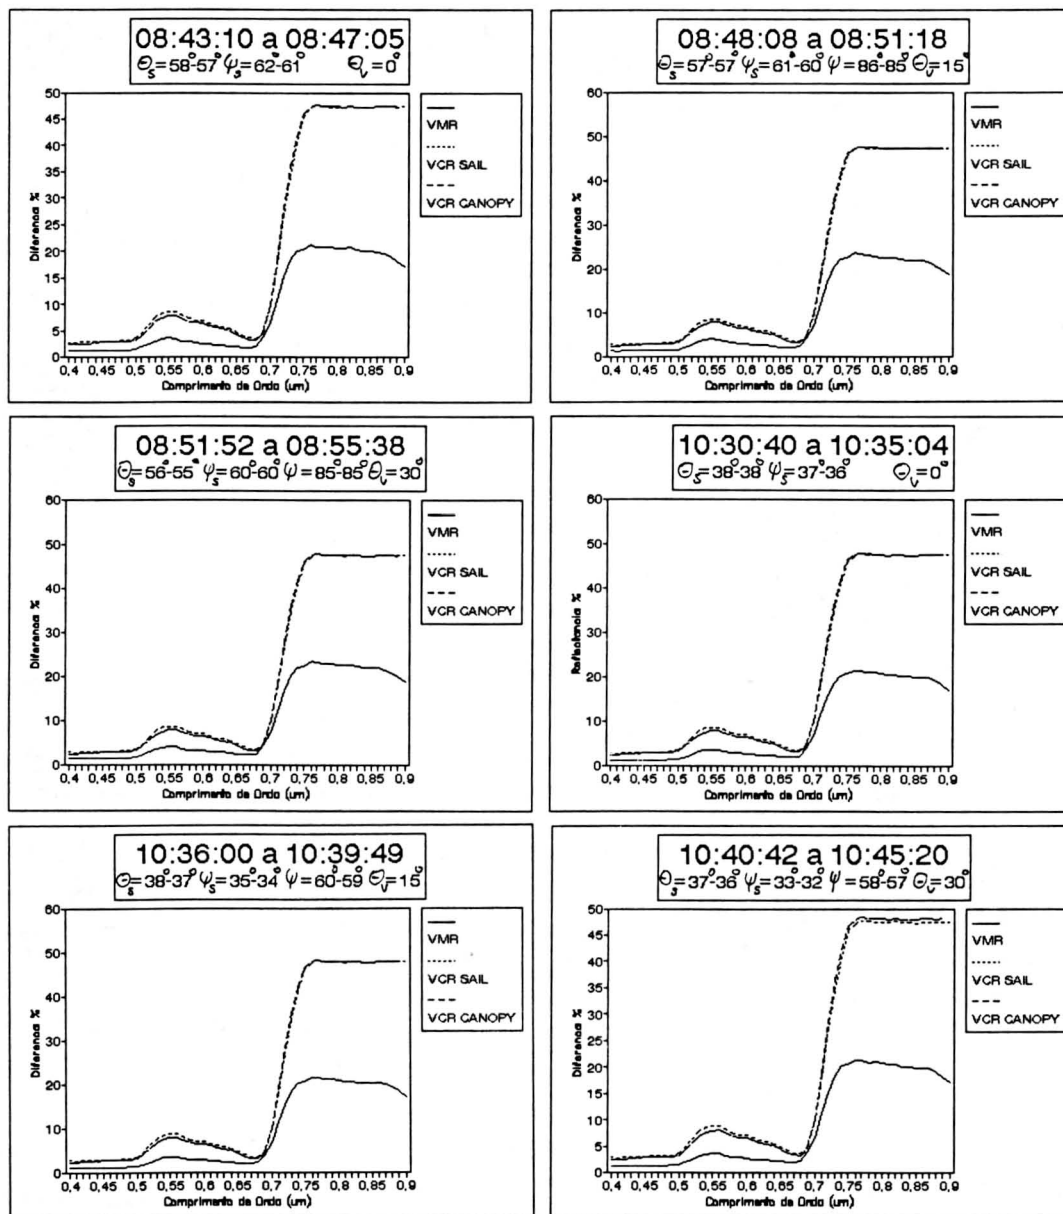 08:43:10 a 08:47:05
Θs=58°-57° Ψs=62°-61° Θv=0°
50
45
40
35
30
25
20
15
10
5
0
Diferenca %
0,4 0,45 0,5 0,55 0,6 0,65 0,7 0,75 0,8 0,85 0,9
Comprimento de Onda (um)
VMR
VCR SAIL
VCR CANOPY
08:48:08 a 08:51:18
Θs=57°-57° Ψs=61°-60° Ψ=86°-85° Θv=15°
60
50
40
30
20
10
0
Diferenca %
0,4 0,45 0,5 0,55 0,6 0,65 0,7 0,75 0,8 0,85 0,9
Comprimento de Onda (um)
VMR
VCR SAIL
VCR CANOPY
08:51:52 a 08:55:38
Θs=56°-55° Ψs=60°-60° Ψ=85°-85° Θv=30°
60
50
40
30
20
10
0
Diferenca %
0,4 0,45 0,5 0,55 0,6 0,65 0,7 0,75 0,8 0,85 0,9
Comprimento de Onda (um)
VMR
VCR SAIL
VCR CANOPY
10:30:40 a 10:35:04
Θs=38°-38° Ψs=37°-36° Θv=0°
60
50
40
30
20
10
0
Reflectancia %
0,4 0,45 0,5 0,55 0,6 0,65 0,7 0,75 0,8 0,85 0,9
Comprimento de Onda (um)
VMR
VCR SAIL
VCR CANOPY
10:36:00 a 10:39:49
Θs=38°-37° Ψs=35°-34° Ψ=60°-59° Θv=15°
60
50
40
30
20
10
0
Diferenca %
0,4 0,45 0,5 0,55 0,6 0,65 0,7 0,75 0,8 0,85 0,9
Comprimento de Onda (um)
VMR
VCR SAIL
VCR CANOPY
10:40:42 a 10:45:20
Θs=37°-36° Ψs=33°-32° Ψ=58°-57° Θv=30°
50
45
40
35
30
25
20
15
10
5
0
Diferenca %
0,4 0,45 0,5 0,55 0,6 0,65 0,7 0,75 0,8 0,85 0,9
Comprimento de Onda (um)
VMR
VCR SAIL
VCR CANOPY